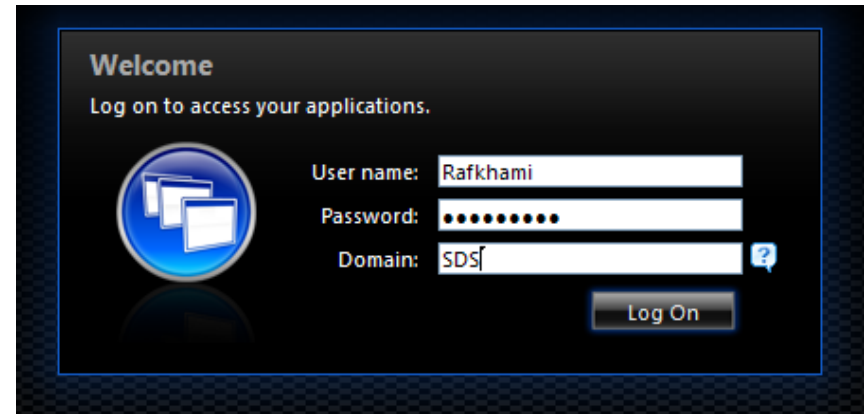 Welcome
Log on to access your applications.
User name: Rafkhami
Password: •••••••••
Domain: SDS
Log On